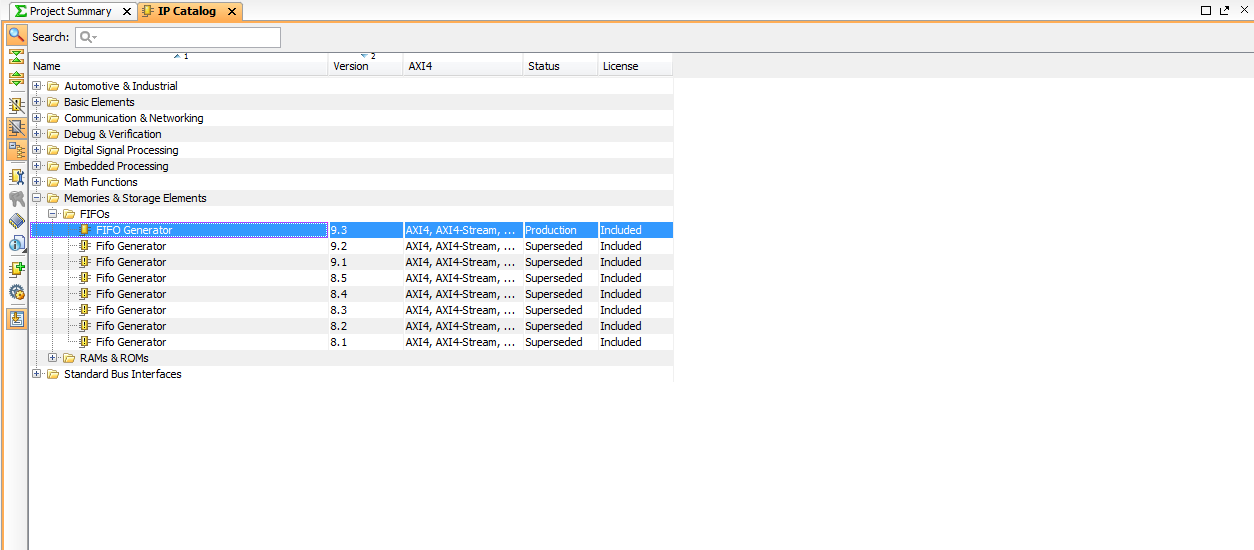 Project Summary IP Catalog
Search:
1 2
Name Version AXI4 Status License
Automotive & Industrial
Basic Elements
Communication & Networking
Debug & Verification
Digital Signal Processing
Embedded Processing
Math Functions
Memories & Storage Elements
FIFOs
FIFO Generator 9.3 AXI4, AXI4-Stream, ... Production Included
Fifo Generator 9.2 AXI4, AXI4-Stream, ... Superseded Included
Fifo Generator 9.1 AXI4, AXI4-Stream, ... Superseded Included
Fifo Generator 8.5 AXI4, AXI4-Stream, ... Superseded Included
Fifo Generator 8.4 AXI4, AXI4-Stream, ... Superseded Included
Fifo Generator 8.3 AXI4, AXI4-Stream, ... Superseded Included
Fifo Generator 8.2 AXI4, AXI4-Stream, ... Superseded Included
Fifo Generator 8.1 AXI4, AXI4-Stream, ... Superseded Included
RAMs & ROMs
Standard Bus Interfaces